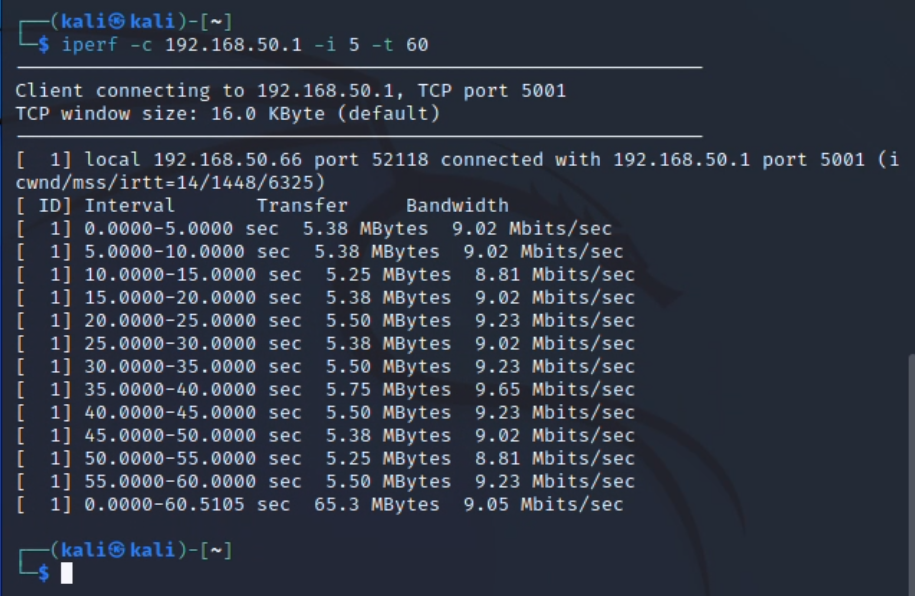 ┌──(kali㉿kali)-[~]
└─$ iperf -c 192.168.50.1 -i 5 -t 60
------------------------------------------------------------
Client connecting to 192.168.50.1, TCP port 5001
TCP window size: 16.0 KByte (default)
------------------------------------------------------------
[  1] local 192.168.50.66 port 52118 connected with 192.168.50.1 port 5001 (i
cwnd/mss/irtt=14/1448/6325)
[ ID] Interval       Transfer     Bandwidth
[  1] 0.0000-5.0000 sec  5.38 MBytes  9.02 Mbits/sec
[  1] 5.0000-10.0000 sec  5.38 MBytes  9.02 Mbits/sec
[  1] 10.0000-15.0000 sec  5.25 MBytes  8.81 Mbits/sec
[  1] 15.0000-20.0000 sec  5.38 MBytes  9.02 Mbits/sec
[  1] 20.0000-25.0000 sec  5.50 MBytes  9.23 Mbits/sec
[  1] 25.0000-30.0000 sec  5.38 MBytes  9.02 Mbits/sec
[  1] 30.0000-35.0000 sec  5.50 MBytes  9.23 Mbits/sec
[  1] 35.0000-40.0000 sec  5.75 MBytes  9.65 Mbits/sec
[  1] 40.0000-45.0000 sec  5.50 MBytes  9.23 Mbits/sec
[  1] 45.0000-50.0000 sec  5.38 MBytes  9.02 Mbits/sec
[  1] 50.0000-55.0000 sec  5.25 MBytes  8.81 Mbits/sec
[  1] 55.0000-60.0000 sec  5.50 MBytes  9.23 Mbits/sec
[  1] 0.0000-60.5105 sec  65.3 MBytes  9.05 Mbits/sec
┌──(kali㉿kali)-[~]
└─$